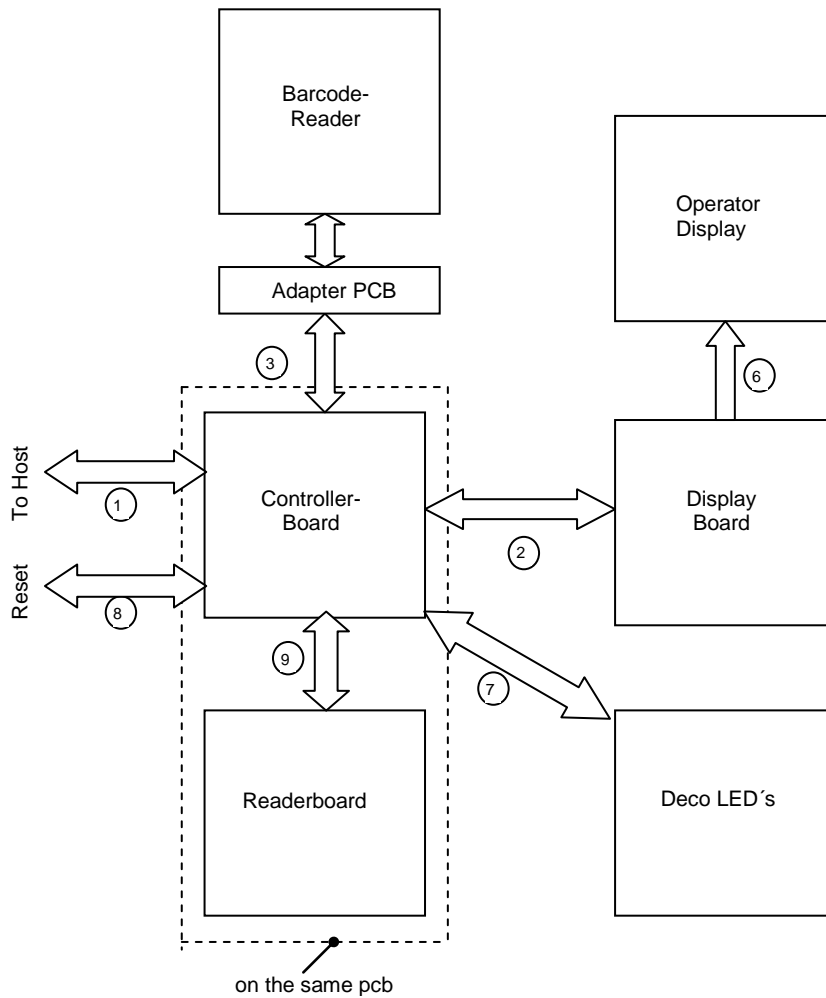 Barcode-
Reader
Operator
Display
Adapter PCB
3
6
To Host
1
Controller-
Board
2
Display
Board
Reset
8
9
7
Readerboard
Deco LED´s
on the same pcb